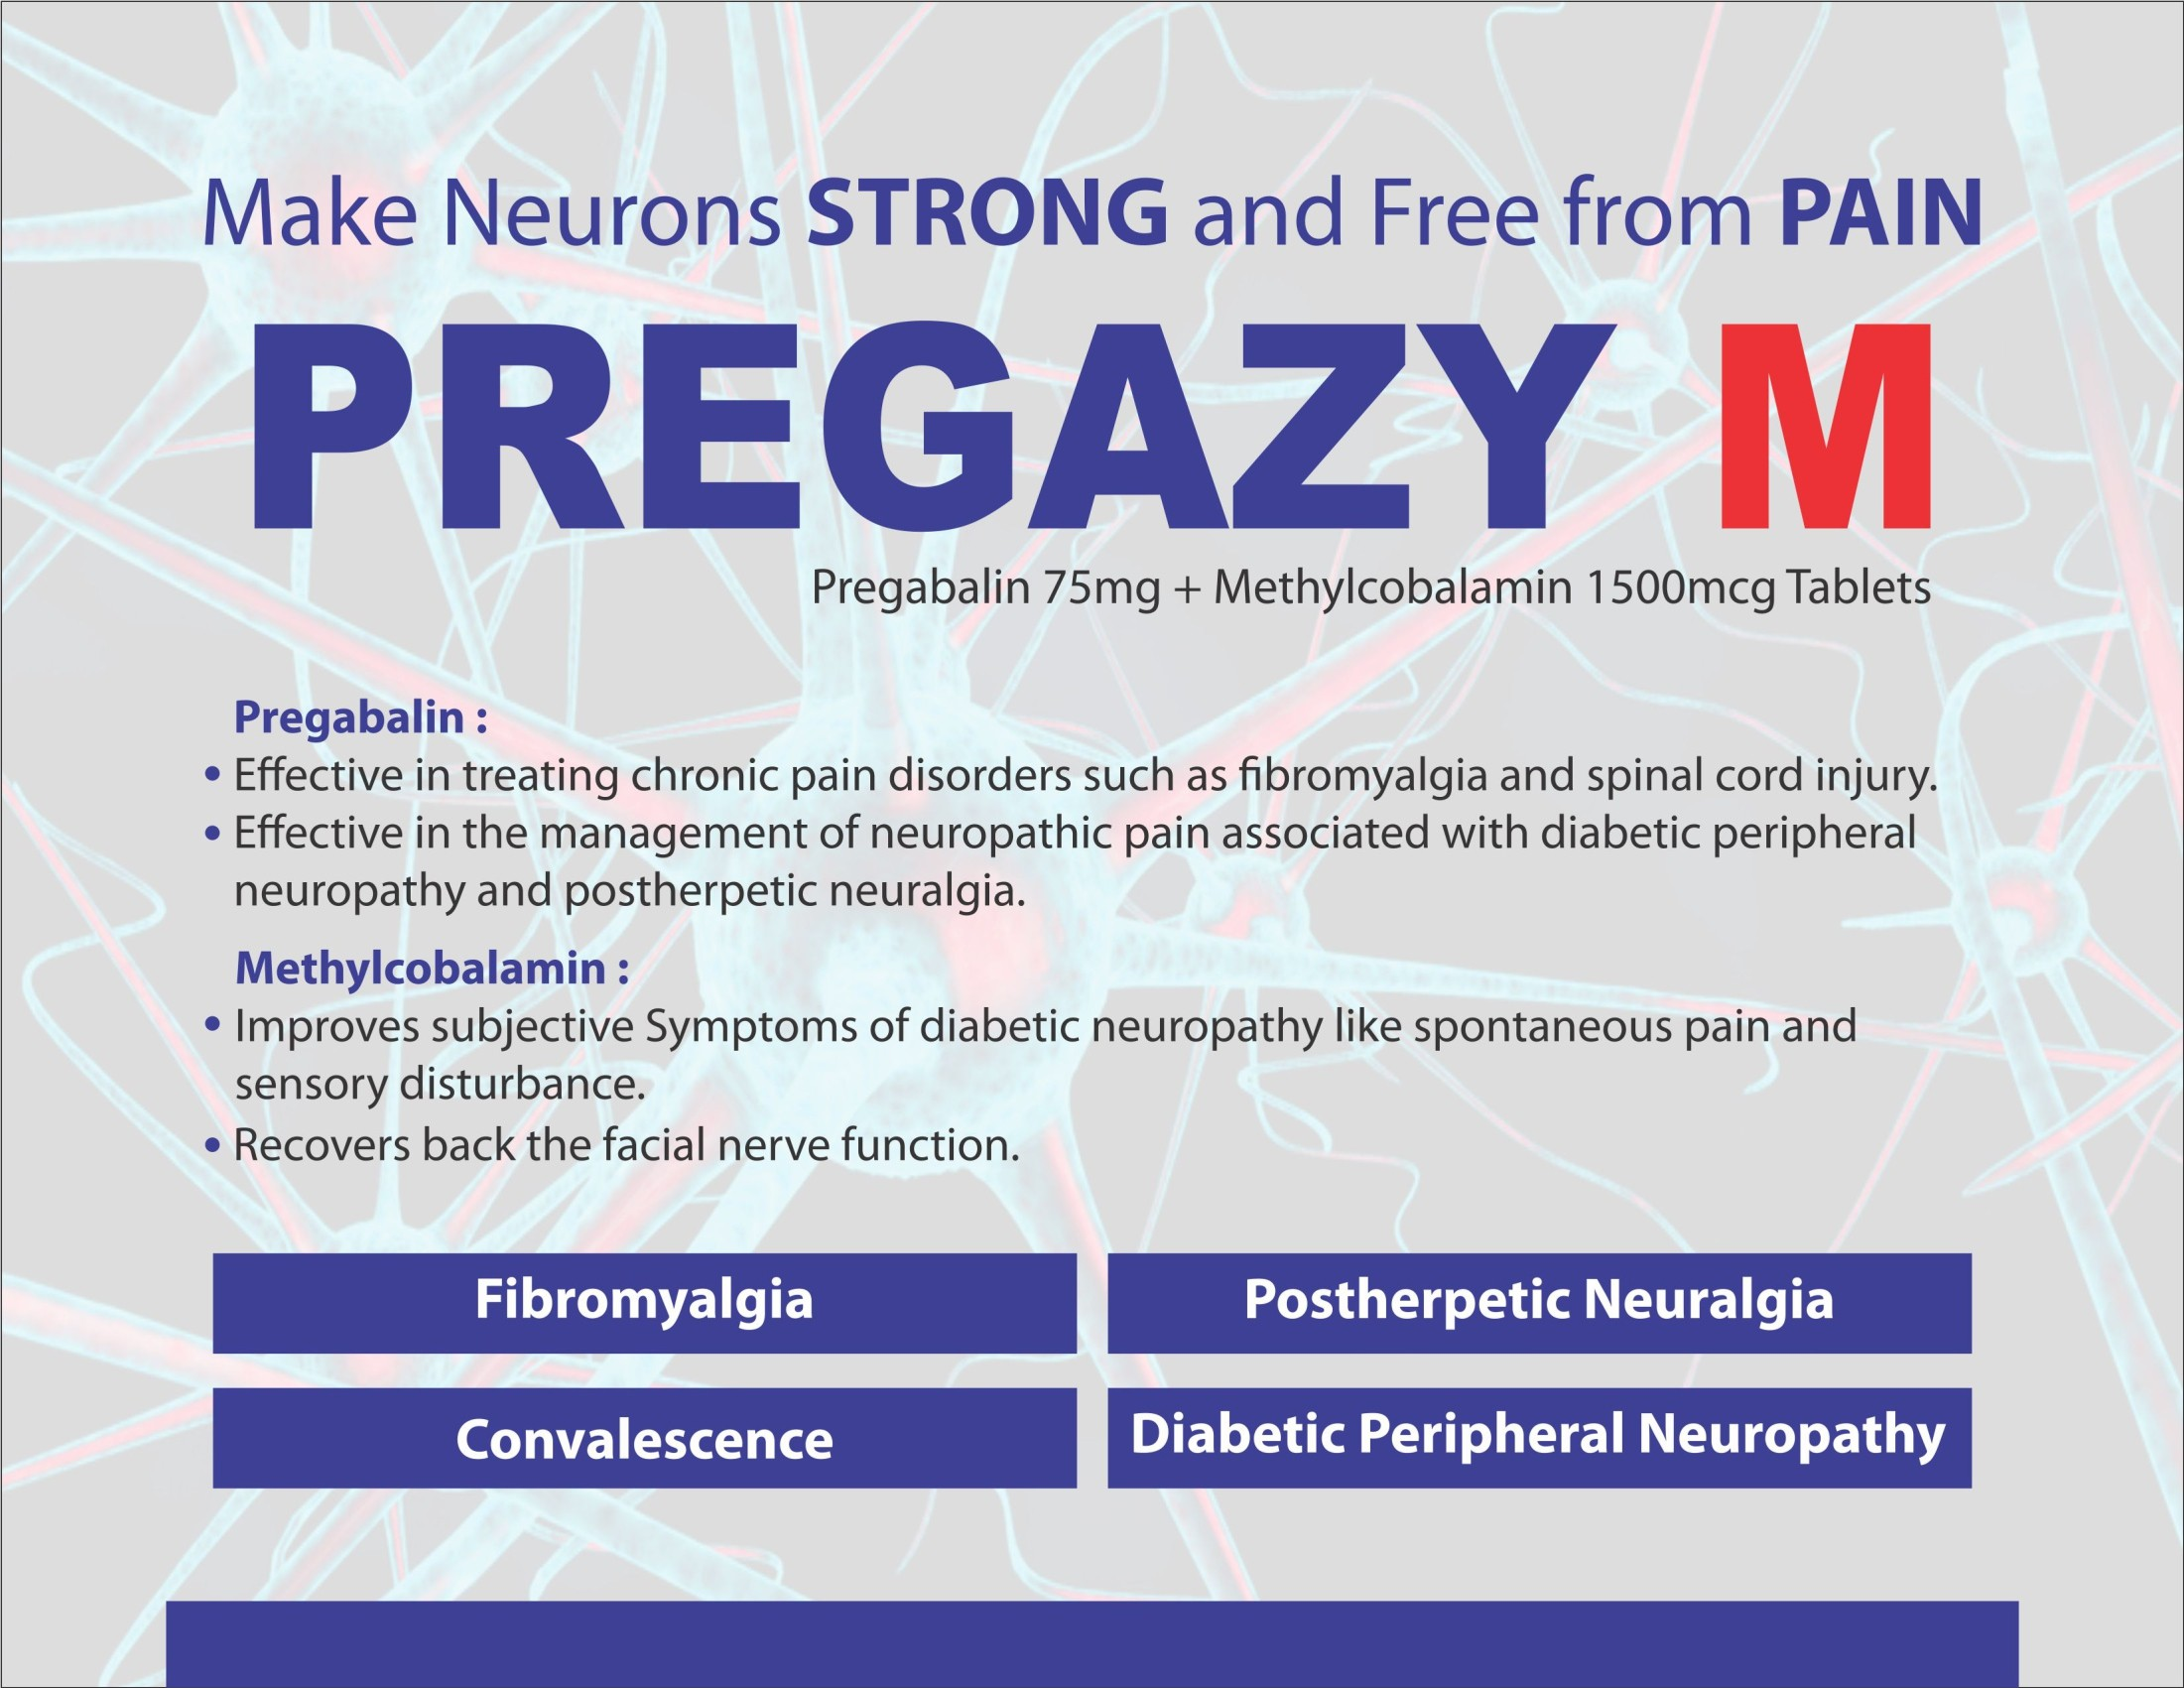 Make Neurons STRONG and Free from PAIN
PREGAZY M
Pregabalin 75mg + Methylcobalamin 1500mcg Tablets
Pregabalin :
• Effective in treating chronic pain disorders such as fibromyalgia and spinal cord injury.
• Effective in the management of neuropathic pain associated with diabetic peripheral
neuropathy and postherpetic neuralgia.
Methylcobalamin :
• Improves subjective Symptoms of diabetic neuropathy like spontaneous pain and
sensory disturbance.
• Recovers back the facial nerve function.
Fibromyalgia
Postherpetic Neuralgia
Convalescence
Diabetic Peripheral Neuropathy